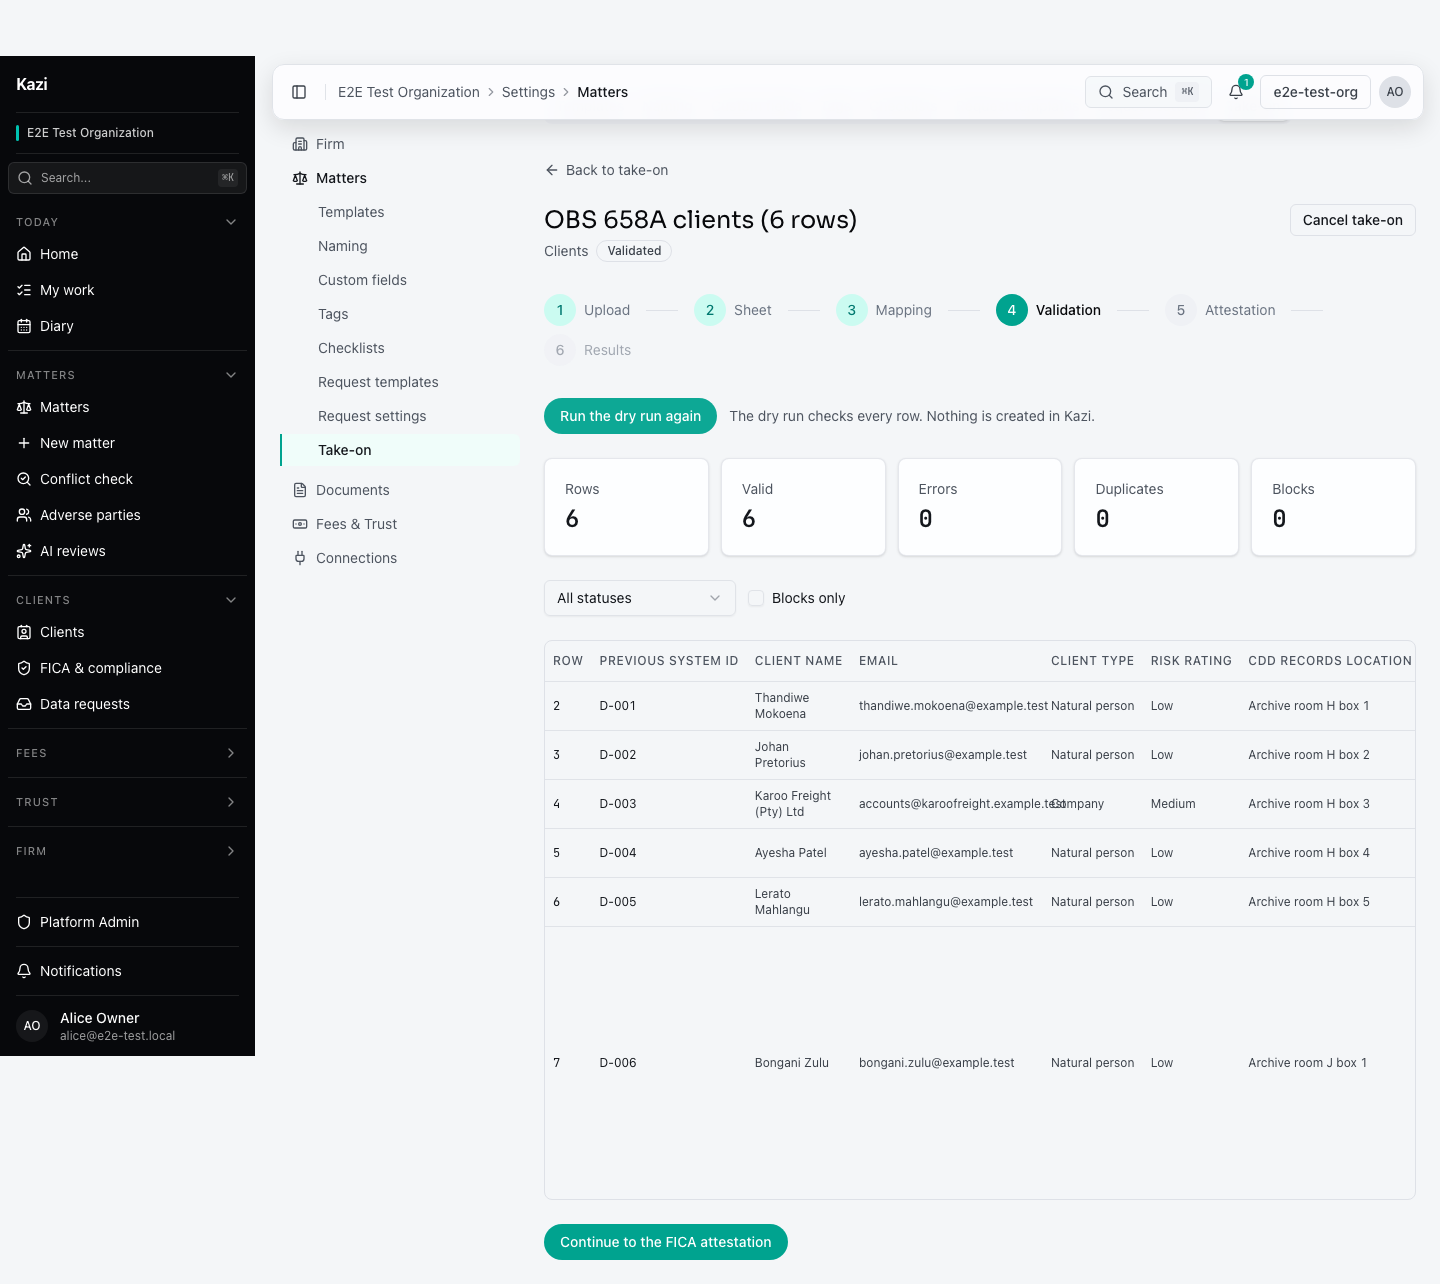 Kazi
E2E Test Organization
Search...
⌘K
TODAY
Home
My work
Diary
MATTERS
Matters
New matter
Conflict check
Adverse parties
AI reviews
CLIENTS
Clients
FICA & compliance
Data requests
FEES
TRUST
FIRM
Platform Admin
Notifications
AO
Alice Owner
alice@e2e-test.local
E2E Test Organization > Settings > Matters
Search ⌘K
1
e2e-test-org
AO
Firm
Matters
Templates
Naming
Custom fields
Tags
Checklists
Request templates
Request settings
Take-on
Documents
Fees & Trust
Connections
Back to take-on
OBS 658A clients (6 rows)
Cancel take-on
Clients Validated
1 Upload 2 Sheet 3 Mapping 4 Validation 5 Attestation
6 Results
Run the dry run again The dry run checks every row. Nothing is created in Kazi.
Rows Valid Errors Duplicates Blocks
6 6 0 0 0
All statuses Blocks only
ROW PREVIOUS SYSTEM ID CLIENT NAME EMAIL CLIENT TYPE RISK RATING CDD RECORDS LOCATION
2 D-001 Thandiwe Mokoena thandiwe.mokoena@example.test Natural person Low Archive room H box 1
3 D-002 Johan Pretorius johan.pretorius@example.test Natural person Low Archive room H box 2
4 D-003 Karoo Freight (Pty) Ltd accounts@karoofreight.example.test Company Medium Archive room H box 3
5 D-004 Ayesha Patel ayesha.patel@example.test Natural person Low Archive room H box 4
6 D-005 Lerato Mahlangu lerato.mahlangu@example.test Natural person Low Archive room H box 5
7 D-006 Bongani Zulu bongani.zulu@example.test Natural person Low Archive room J box 1
Continue to the FICA attestation